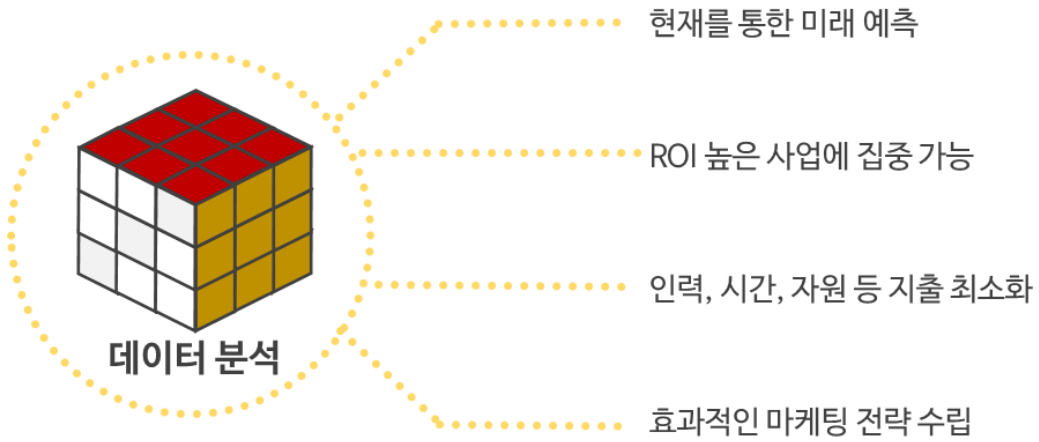 현재를 통한 미래 예측
ROI 높은 사업에 집중 가능
인력, 시간, 자원 등 지출 최소화
데이터 분석
효과적인 마케팅 전략 수립